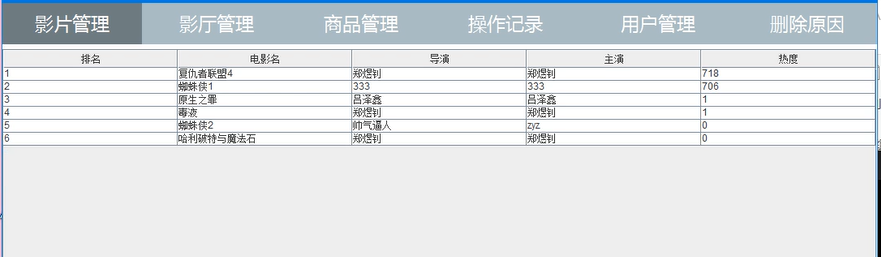 影片管理 影厅管理 商品管理 操作记录 用户管理 删除原因
排名 电影名 导演 主演 热度
1 复仇者联盟4 郑煜钊 郑煜钊 718
2 蜘蛛侠1 333 333 706
3 原生之罪 吕泽鑫 吕泽鑫 1
4 毒液 郑煜钊 郑煜钊 1
5 蜘蛛侠2 帅气逼人 zyz 0
6 哈利破特与魔法石 郑煜钊 郑煜钊 0